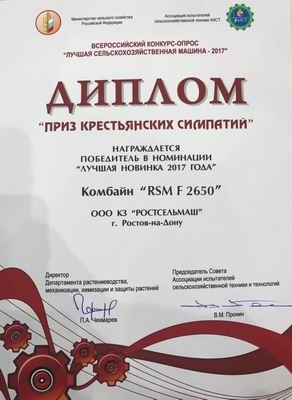 Министерство сельского хозяйства
Российской Федерации
Ассоциация испытателей
сельскохозяйственной техники АИСТ
ВСЕРОССИЙСКИЙ КОНКУРС-ОПРОС
"ЛУЧШАЯ СЕЛЬСКОХОЗЯЙСТВЕННАЯ МАШИНА - 2017"
ДИПЛОМ
"ПРИЗ КРЕСТЬЯНСКИХ СИМПАТИЙ"
НАГРАЖДАЕТСЯ
ПОБЕДИТЕЛЬ В НОМИНАЦИИ
"ЛУЧШАЯ НОВИНКА 2017 ГОДА"
Комбайн "RSM F 2650"
ООО КЗ "РОСТСЕЛЬМАШ"
г. Ростов-на-Дону
Директор
Департамента растениеводства,
механизации, химизации и защиты растений
П.А. Чекмарев
Председатель Совета
Ассоциации испытателей
сельскохозяйственной техники и технологий
В.М. Пронин